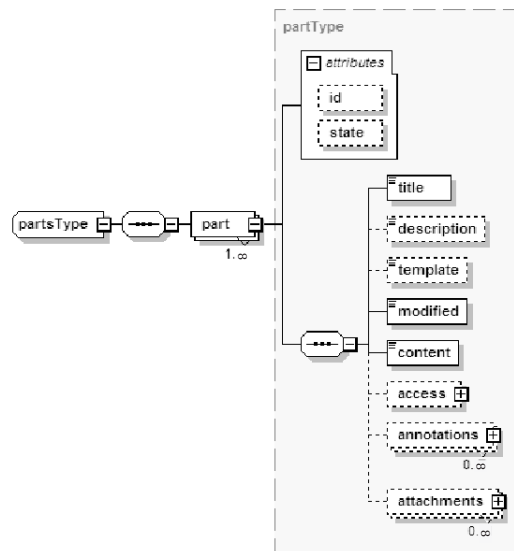 partType
attributes
id
state
partsType
part
1..∞
title
description
template
modified
content
access
annotations
0..∞
attachments
0..∞